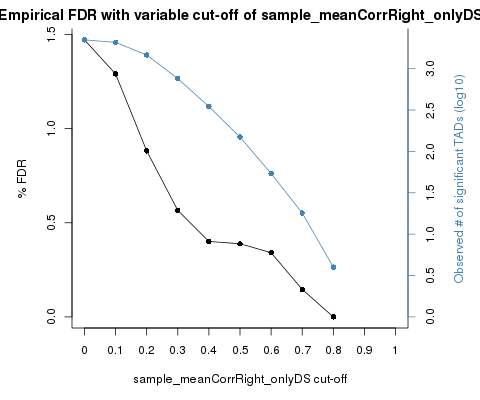 Empirical FDR with variable cut-off of sample_meanCorrRight_onlyDS
% FDR
1.5
1.0
0.5
0.0
3.0
2.5
2.0
1.5
1.0
0.5
0.0
Observed # of significant TADs (log10)
0 0.1 0.2 0.3 0.4 0.5 0.6 0.7 0.8 0.9 1
sample_meanCorrRight_onlyDS cut-off